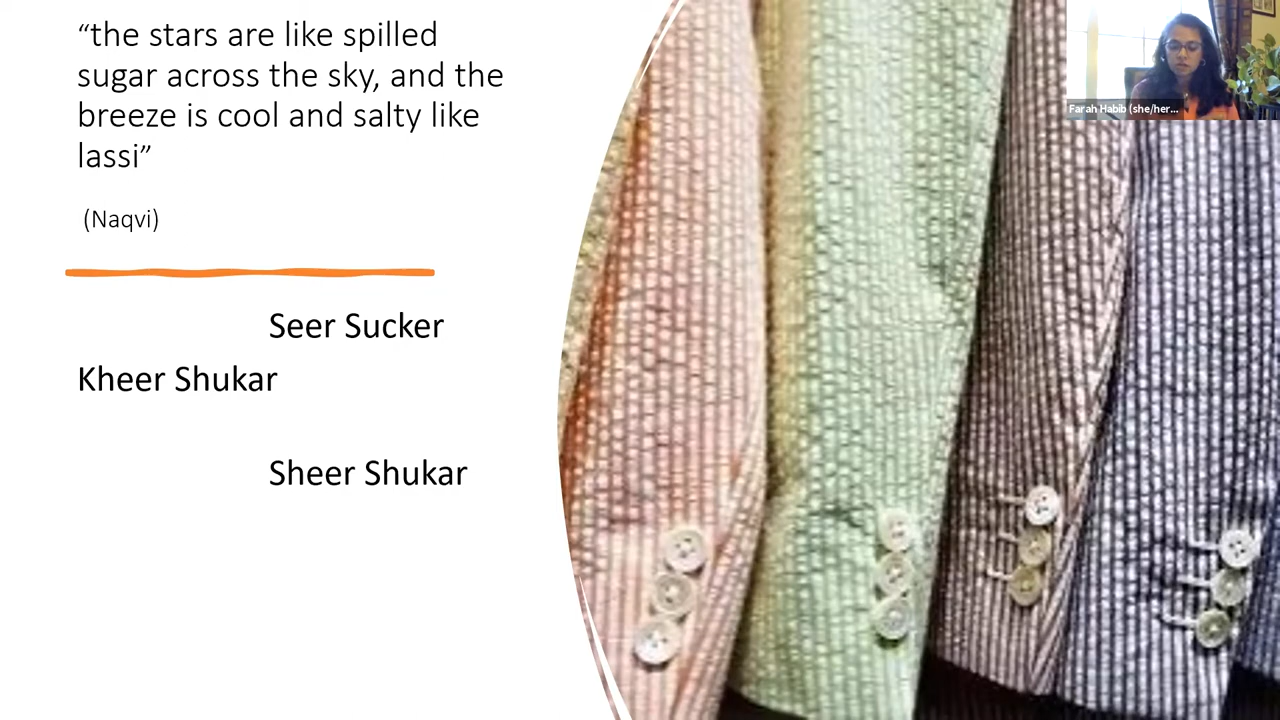 “the stars are like spilled
sugar across the sky, and the
breeze is cool and salty like
lassi”
(Naqvi)
Seer Sucker
Kheer Shukar
Sheer Shukar
Farah Habib (she/her...